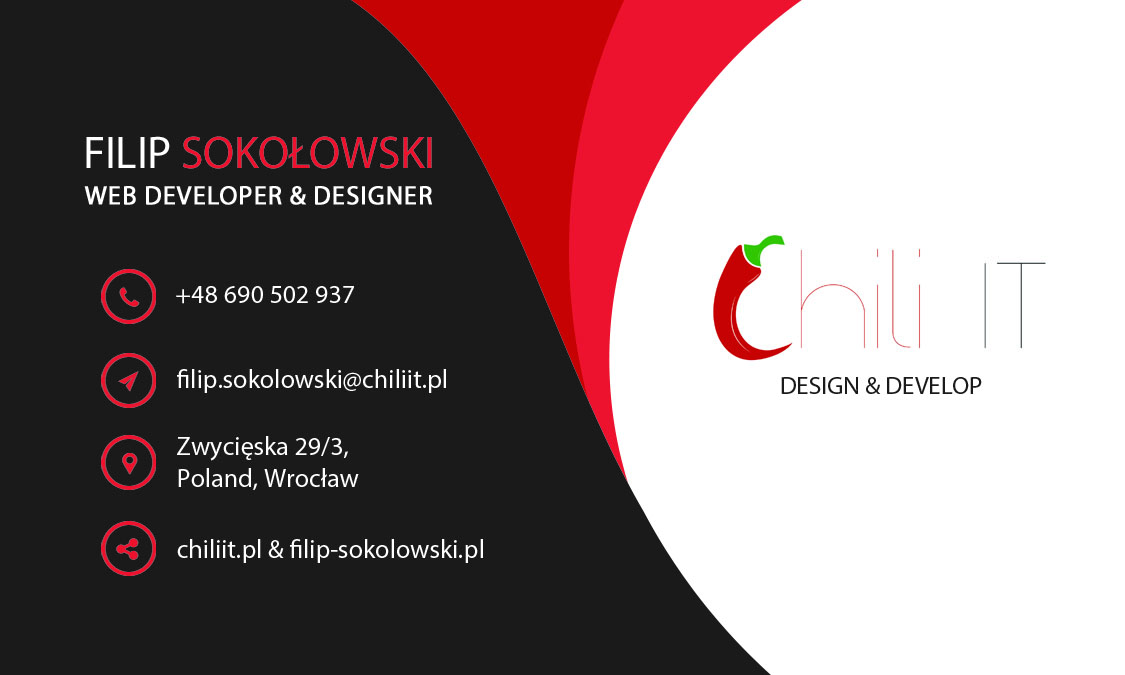 FILIP SOKOŁOWSKI
WEB DEVELOPER & DESIGNER
+48 690 502 937
filip.sokolowski@chiliit.pl
Zwycięska 29/3,
Poland, Wrocław
chiliit.pl & filip-sokolowski.pl
Chili IT
DESIGN & DEVELOP